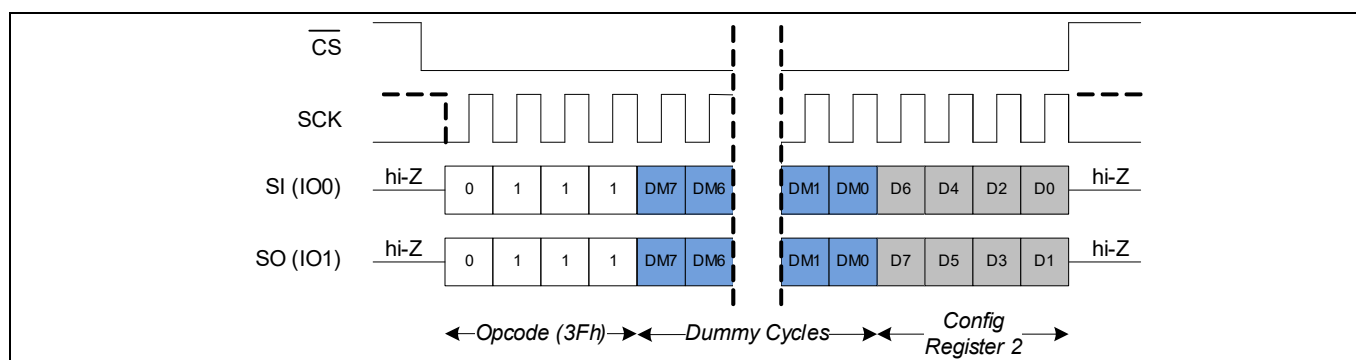 CS
SCK
SI (IO0) hi-Z 0 1 1 1 DM7 DM6 DM1 DM0 D6 D4 D2 D0 hi-Z
SO (IO1) hi-Z 0 1 1 1 DM7 DM6 DM1 DM0 D7 D5 D3 D1 hi-Z
Opcode (3Fh) Dummy Cycles Config
Register 2